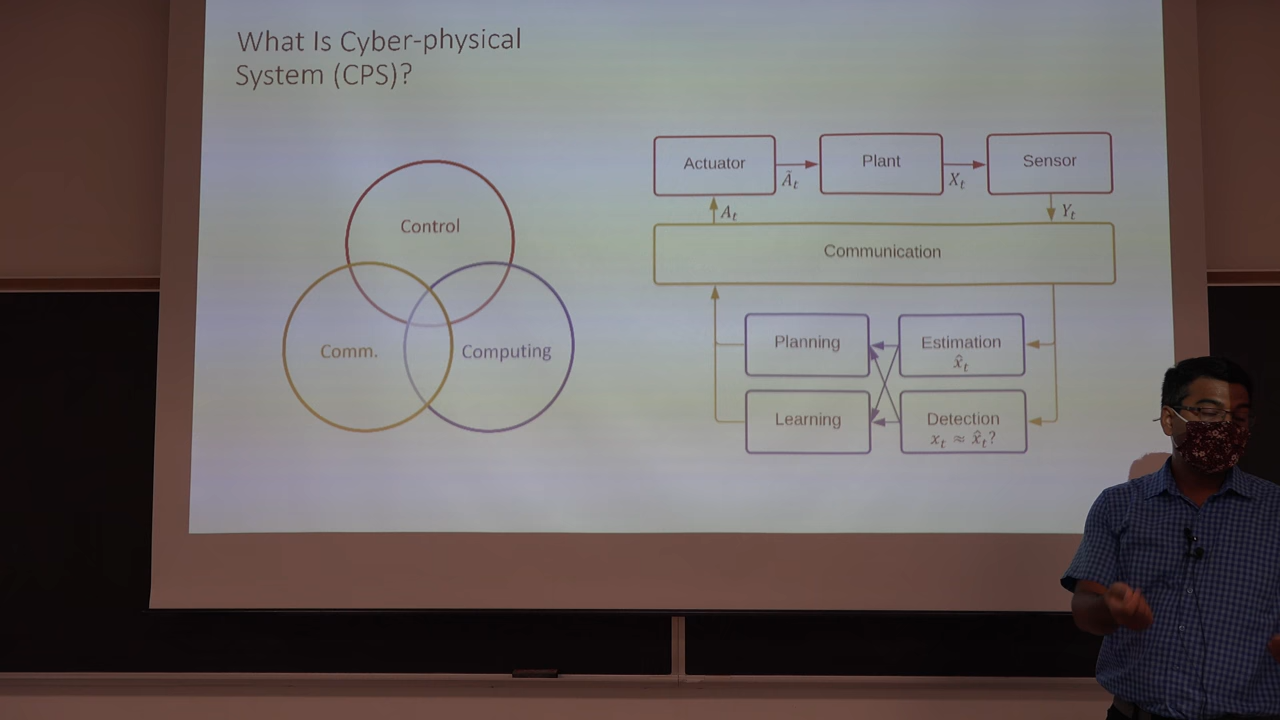 What Is Cyber-physical
System (CPS)?
Control
Comm.
Computing
Actuator
Ã_t
Plant
X_t
Sensor
A_t
Y_t
Communication
Planning
Estimation
x̂_t
Learning
Detection
x_t ≈ x̂_t?